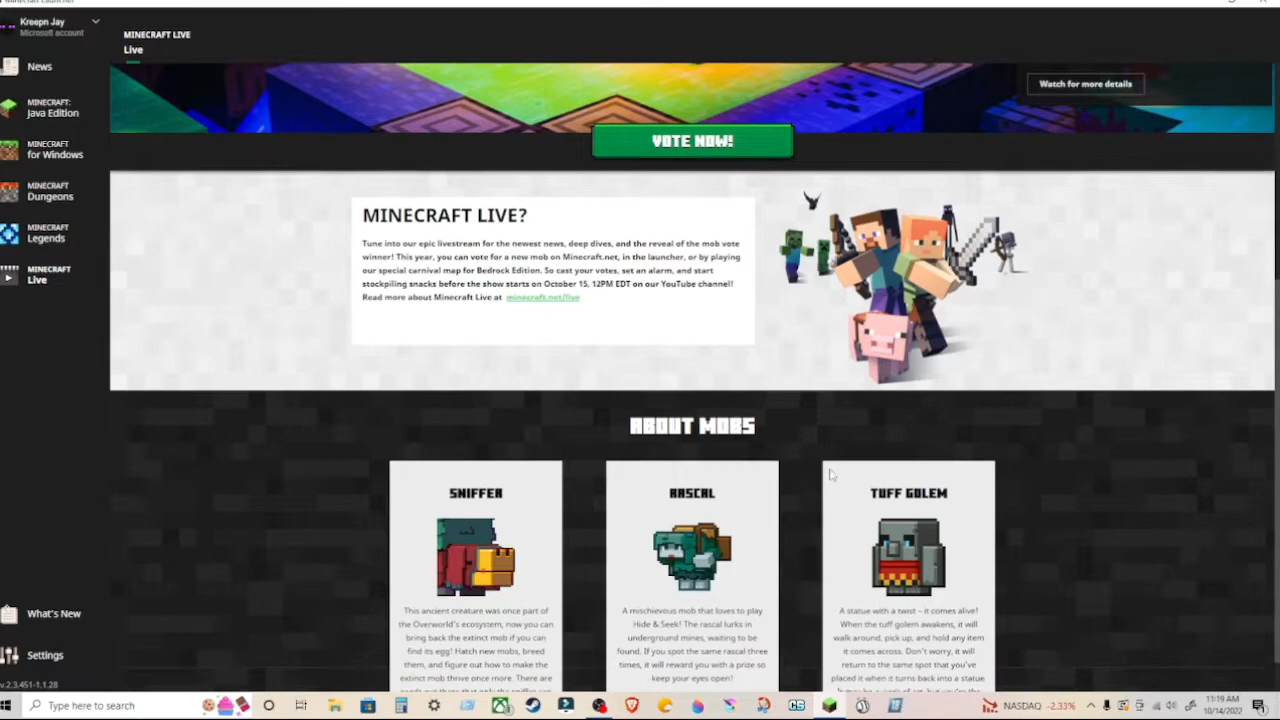 Minecraft Launcher
Kreepn Jay
Microsoft account
News
MINECRAFT:
Java Edition
MINECRAFT
for Windows
MINECRAFT
Dungeons
MINECRAFT
Legends
MINECRAFT
Live
What's New
Settings
v.2.3.451-1.1.28
MINECRAFT LIVE
Live
Watch for more details
VOTE NOW!
MINECRAFT LIVE?
Tune into our epic livestream for the newest news, deep dives, and the reveal of the mob vote
winner! This year, you can vote for a new mob on Minecraft.net, in the launcher, or by playing
our special carnival map for Bedrock Edition. So cast your votes, set an alarm, and start
stockpiling snacks before the show starts on October 15, 12PM EDT on our YouTube channel!
Read more about Minecraft Live at minecraft.net/live
ABOUT MOBS
SNIFFER
This ancient creature was once part of
the Overworld's ecosystem, now you can
bring back the extinct mob if you can
find its egg! Hatch new mobs, breed
them, and figure out how to make the
extinct mob thrive once more. There are
RASCAL
A mischievous mob that loves to play
Hide & Seek! The rascal lurks in
underground mines, waiting to be
found. If you spot the same rascal three
times, it will reward you with a prize so
keep your eyes open!
TUFF GOLEM
A statue with a twist – it comes alive!
When the tuff golem awakens, it will
walk around, pick up, and hold any item
it comes across. Don't worry, it will
return to the same spot that you've
placed it when it turns back into a statue
Type here to search
NASDAQ -2.33%
11:19 AM
10/14/2022